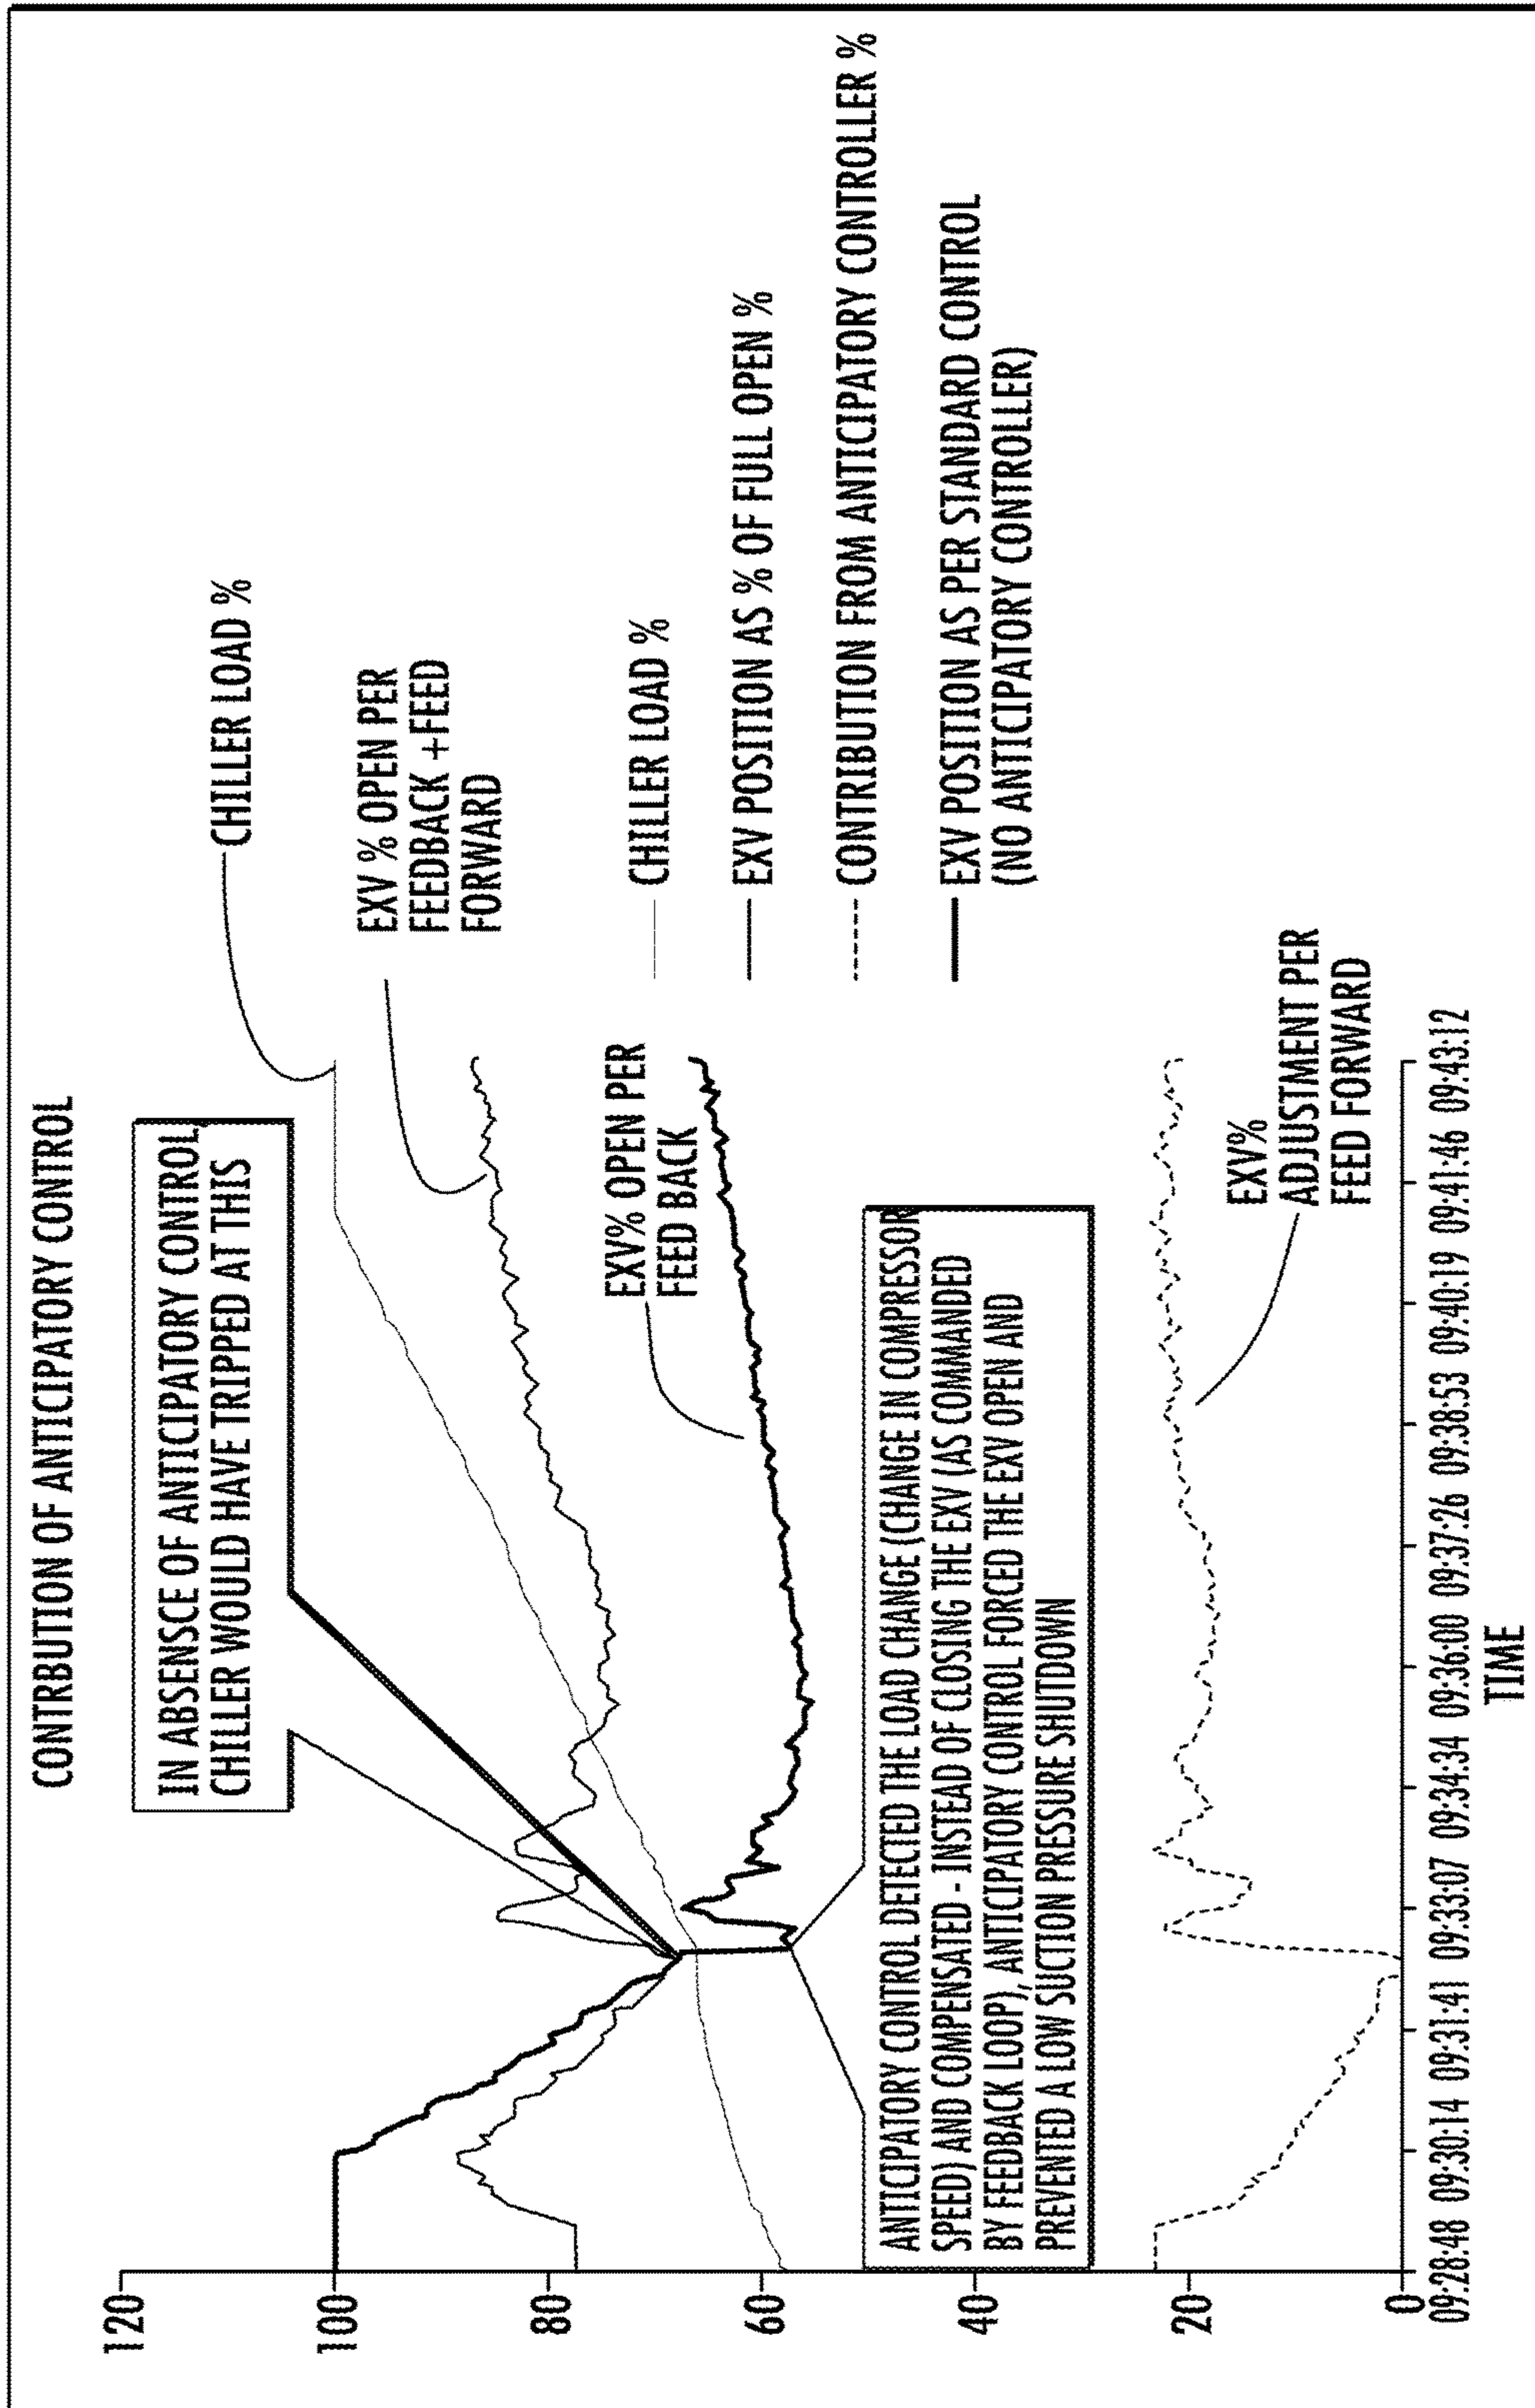 CONTRBUTION OF ANTICIPATORY CONTROL
IN ABSENSCE OF ANTICIPATORY CONTROL,
CHILLER WOULD HAVE TRIPPED AT THIS
CHILLER LOAD %
EXV % OPEN PER
FEEDBACK +FEED
FORWARD
EXV% OPEN PER
FEED BACK
CHILLER LOAD %
EXV POSITION AS % OF FULL OPEN %
CONTRIBUTION FROM ANTICIPATORY CONTROLLER %
EXV POSITION AS PER STANDARD CONTROL
(NO ANTICIPATORY CONTROLLER)
ANTICIPATORY CONTROL DETECTED THE LOAD CHANGE (CHANGE IN COMPRESSOR
SPEED) AND COMPENSATED - INSTEAD OF CLOSING THE EXV (AS COMMANDED
BY FEEDBACK LOOP), ANTICIPATORY CONTROL FORCED THE EXV OPEN AND
PREVENTED A LOW SUCTION PRESSURE SHUTDOWN
EXV%
ADJUSTMENT PER
FEED FORWARD
120
100
80
60
40
20
0
09:28:48 09:30:14 09:31:41 09:33:07 09:34:34 09:36:00 09:37:26 09:38:53 09:40:19 09:41:46 09:43:12
TIME